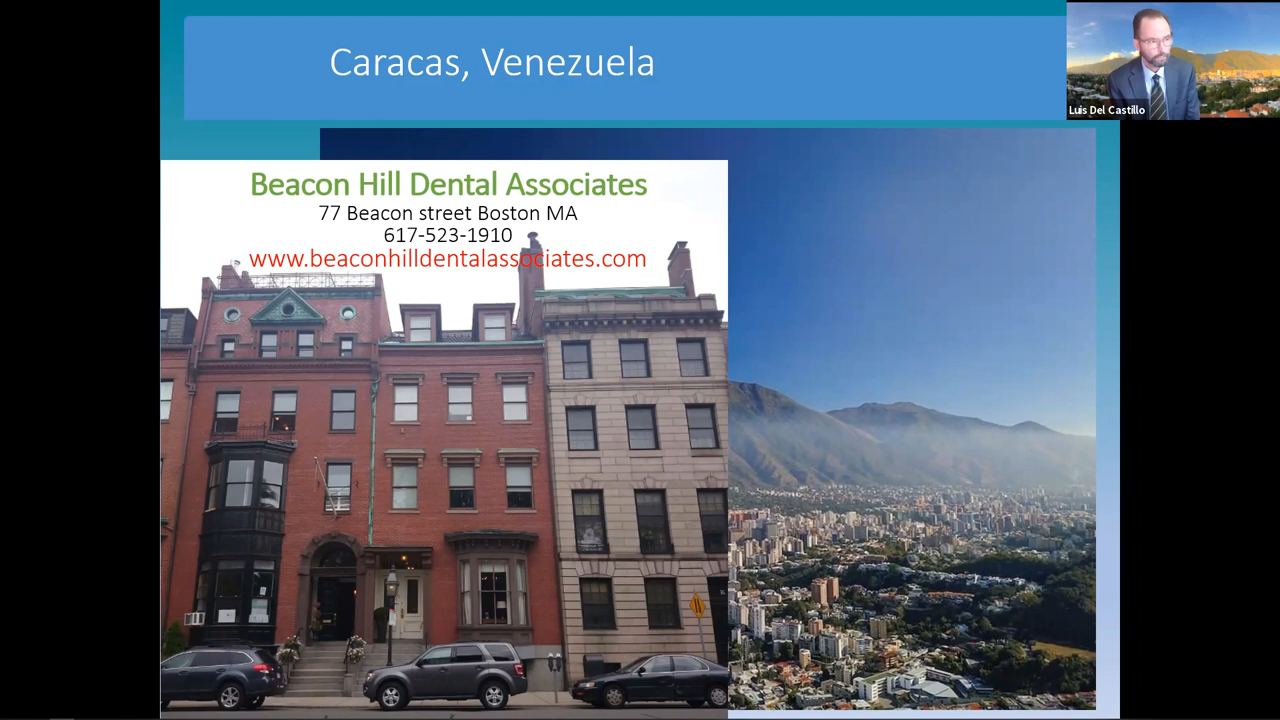 Caracas, Venezuela
Luis Del Castillo
Beacon Hill Dental Associates
77 Beacon street Boston MA
617-523-1910
www.beaconhilldentalassociates.com